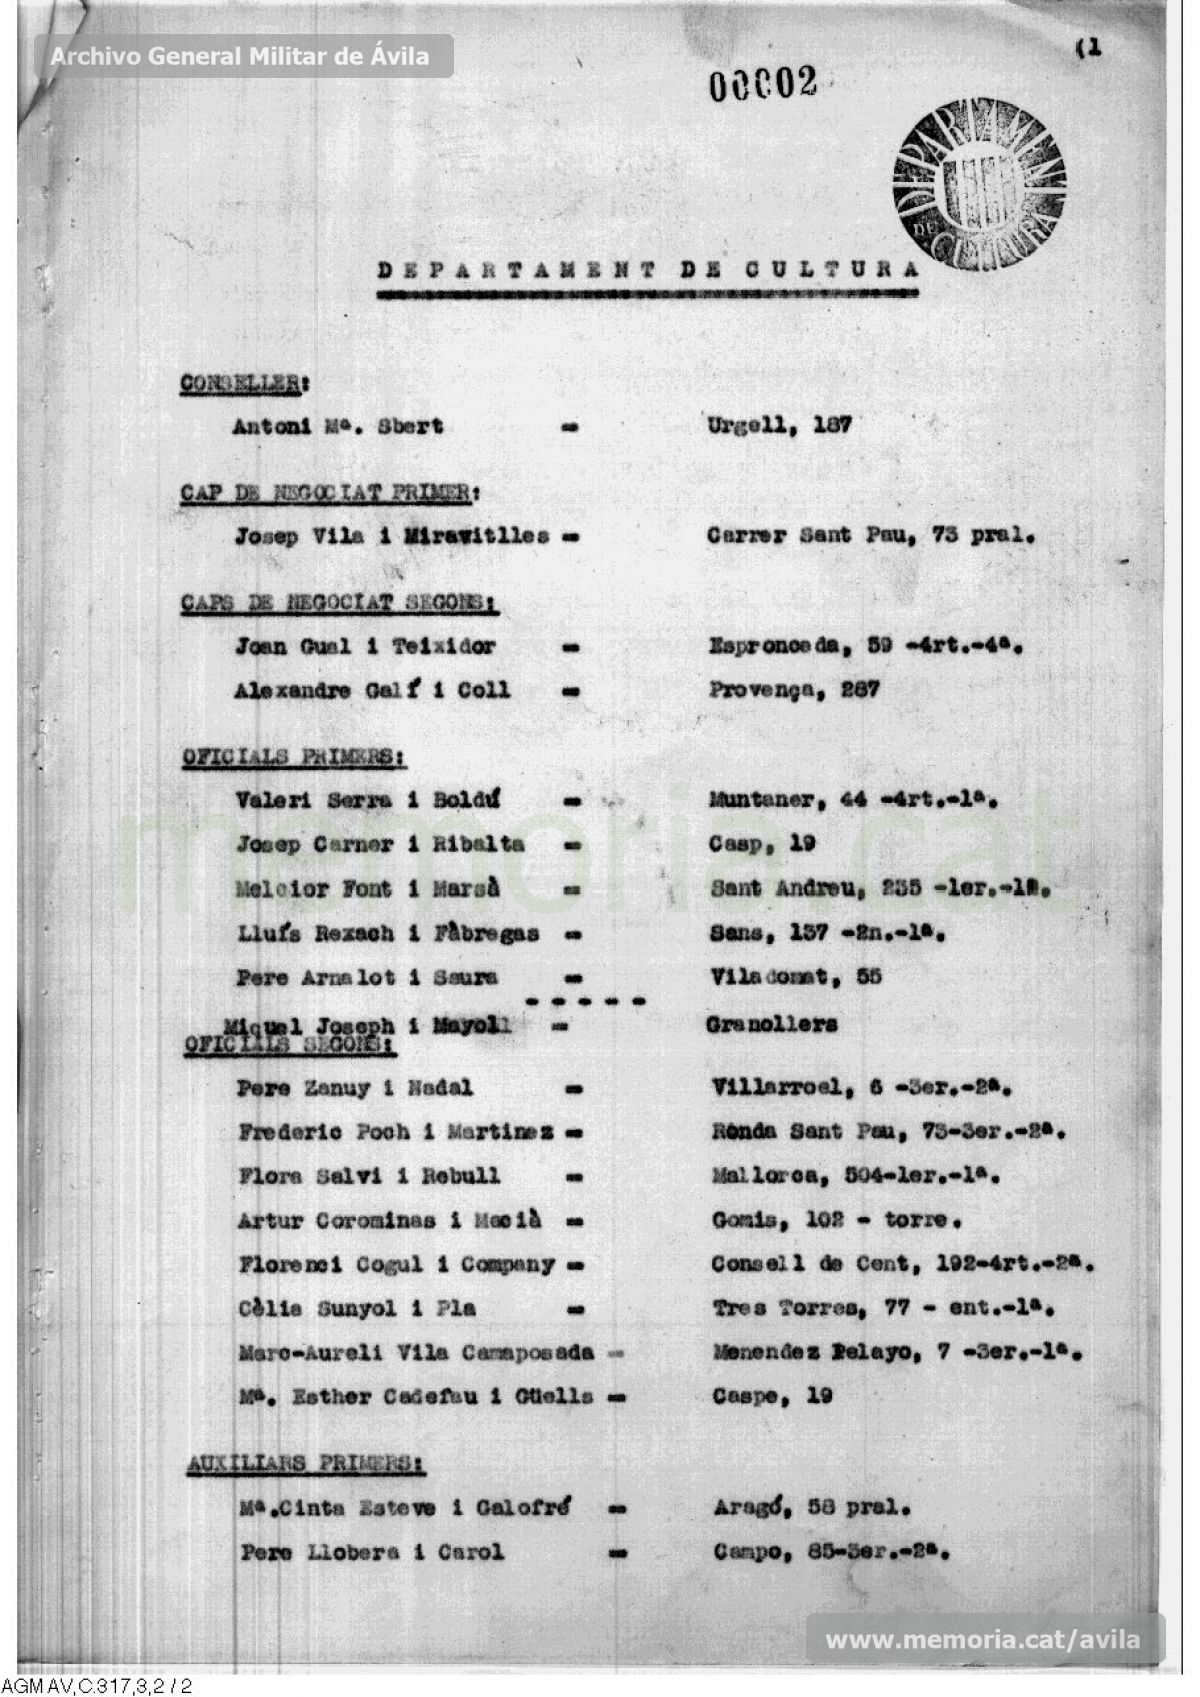 Archivo General Militar de Ávila
(1
00002
DEPARTAMENT DE CULTURA
DEPARTAMENT DE CULTURA
CONSELLER:
Antoni Mª. Sbert - Urgell, 187
CAP DE NEGOCIAT PRIMER:
Josep Vila i Miravitlles - Carrer Sant Pau, 73 pral.
CAPS DE NEGOCIAT SEGONS:
Joan Gual i Teixidor - Espronceda, 59 -4rt.-4ª.
Alexandre Galí i Coll - Provença, 287
OFICIALS PRIMERS:
Valeri Serra i Boldú - Muntaner, 44 -4rt.-1ª.
Josep Carner i Ribalta - Casp, 19
Melcior Font i Marsà - Sant Andreu, 235 -1er.-1ª.
Lluís Rexach i Fàbregas - Sans, 137 -2n.-1ª.
Pere Arnalot i Saura - Viladomat, 55
- - - - -
Miquel Joseph i Mayoll - Granollers
OFICIALS SEGONS:
Pere Zanuy i Nadal - Villarroel, 6 -3er.-2ª.
Frederic Poch i Martinez - Ronda Sant Pau, 73-3er.-2ª.
Flora Salvi i Rebull - Mallorca, 504-1er.-1ª.
Artur Corominas i Macià - Gomis, 102 - torre.
Florenci Cogul i Company - Consell de Cent, 192-4rt.-2ª.
Cèlia Sunyol i Pla - Tres Torres, 77 - ent.-1ª.
Marc-Aureli Vila Camaposada - Menendez Pelayo, 7 -3er.-1ª.
Mª. Esther Cadefau i Güells - Caspe, 19
AUXILIARS PRIMERS:
Mª.Cinta Esteve i Galofré - Aragó, 58 pral.
Pere Llobera i Carol - Campo, 85-3er.-2ª.
memoria.cat
www.memoria.cat/avila
AGMAV,C.317,3,2 / 2